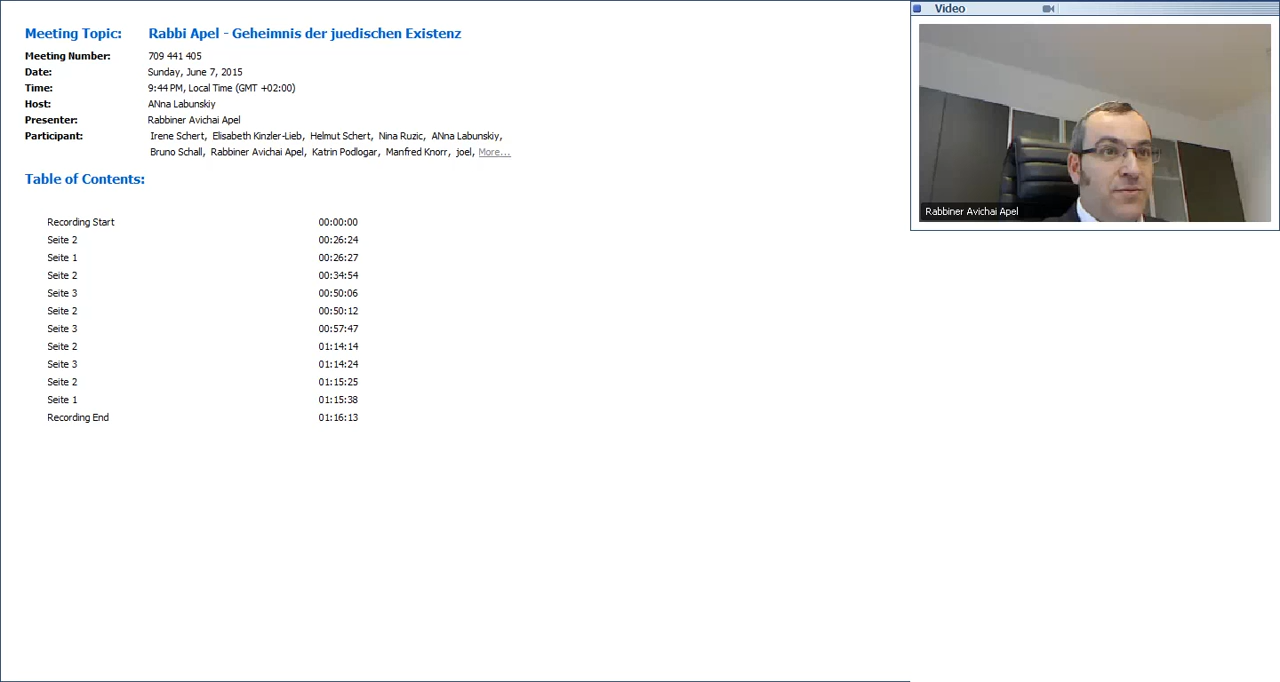 Meeting Topic: Rabbi Apel - Geheimnis der juedischen Existenz
Meeting Number: 709 441 405
Date: Sunday, June 7, 2015
Time: 9:44 PM, Local Time (GMT +02:00)
Host: ANna Labunskiy
Presenter: Rabbiner Avichai Apel
Participant: Irene Schert, Elisabeth Kinzler-Lieb, Helmut Schert, Nina Ruzic, ANna Labunskiy,
Bruno Schall, Rabbiner Avichai Apel, Katrin Podlogar, Manfred Knorr, joel, More...
Table of Contents:
Recording Start 00:00:00
Seite 2 00:26:24
Seite 1 00:26:27
Seite 2 00:34:54
Seite 3 00:50:06
Seite 2 00:50:12
Seite 3 00:57:47
Seite 2 01:14:14
Seite 3 01:14:24
Seite 2 01:15:25
Seite 1 01:15:38
Recording End 01:16:13
Video
Rabbiner Avichai Apel